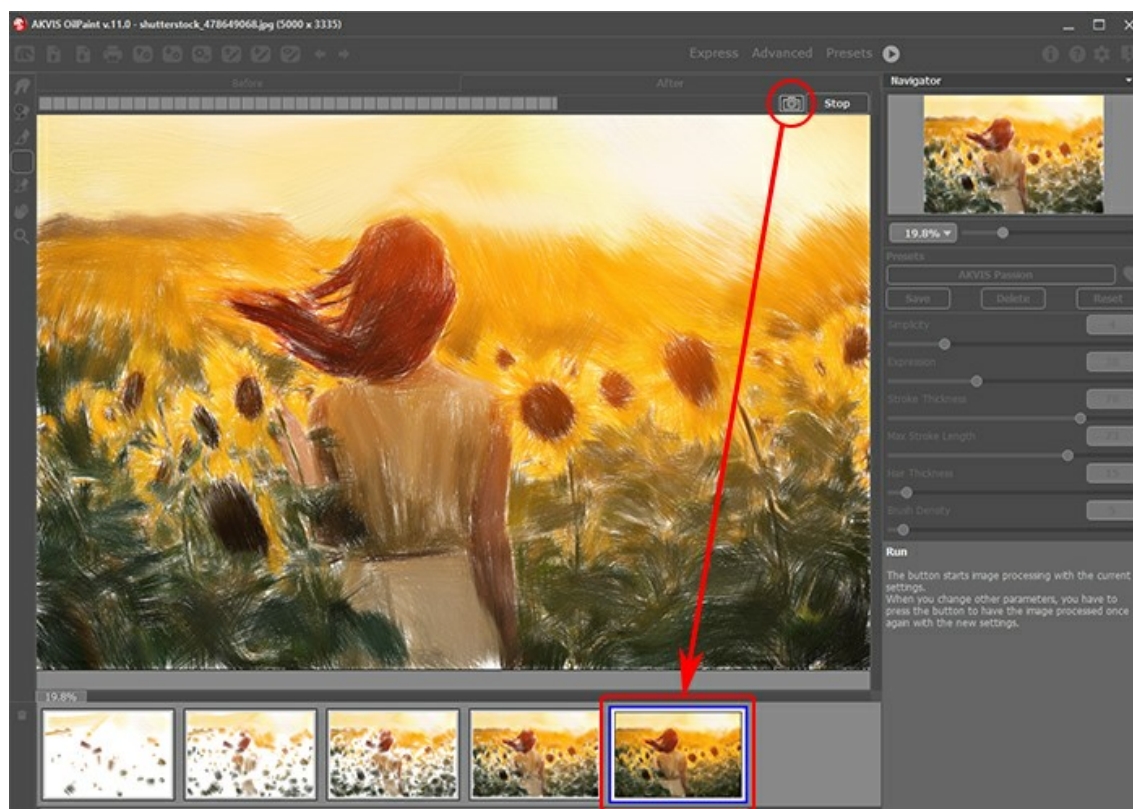 AKVIS OilPaint v.11.0 - shutterstock_478649068.jpg (5000 x 3335)
Express Advanced Presets
Before
After
Stop
Navigator
19.8%
Presets
AKVIS Passion
Save Delete Reset
Simplicity
Expression
Stroke Thickness
Max Stroke Length
Hair Thickness
Brush Density
Run
The button starts image processing with the current
settings.
When you change other parameters, you have to
press the button to have the image processed once
again with the new settings.
19.8%